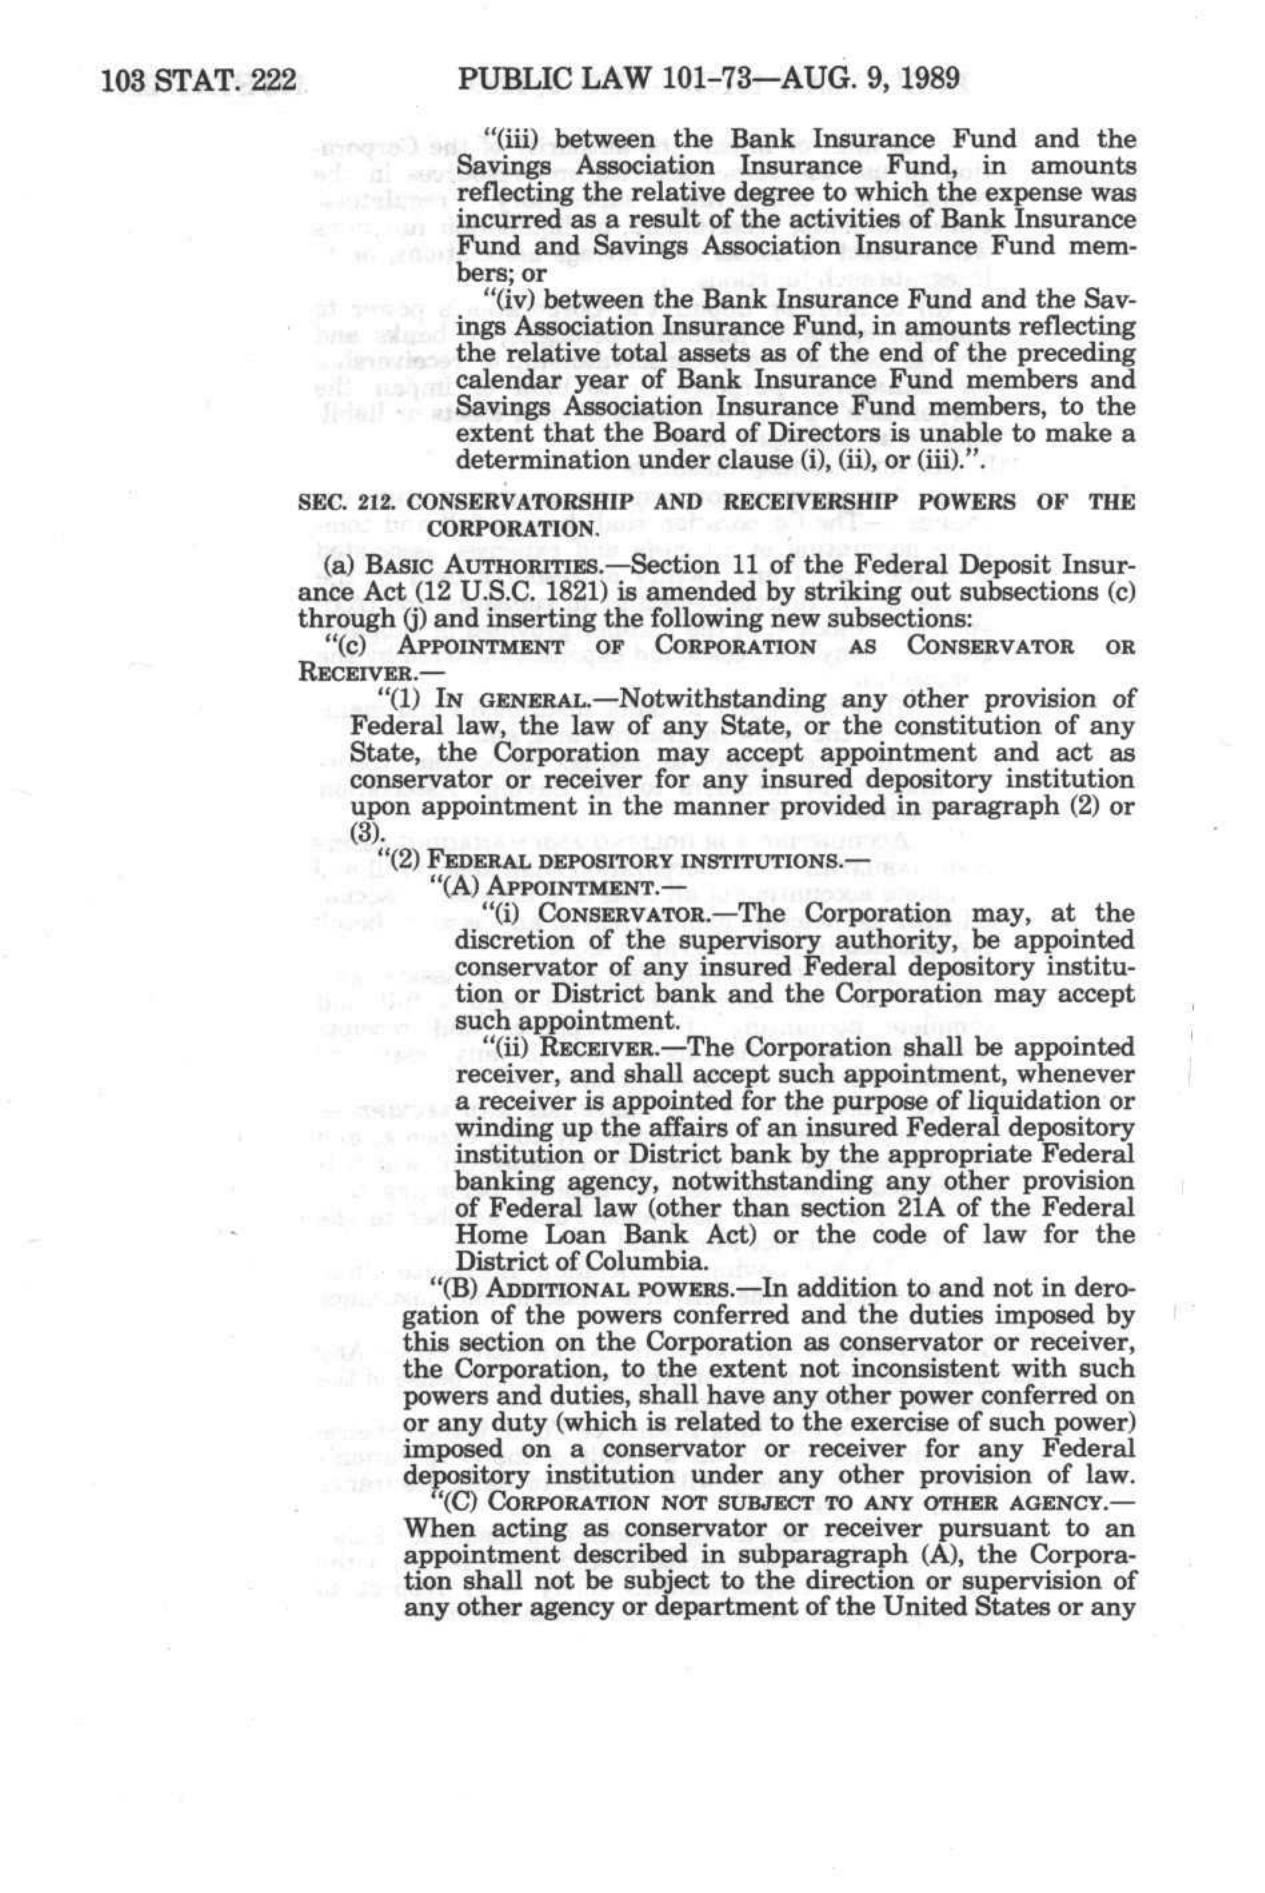 103 STAT. 222 PUBLIC LAW 101-73—AUG. 9, 1989
“(iii) between the Bank Insurance Fund and the
Savings Association Insurance Fund, in amounts
reflecting the relative degree to which the expense was
incurred as a result of the activities of Bank Insurance
Fund and Savings Association Insurance Fund mem-
bers; or
“(iv) between the Bank Insurance Fund and the Sav-
ings Association Insurance Fund, in amounts reflecting
the relative total assets as of the end of the preceding
calendar year of Bank Insurance Fund members and
Savings Association Insurance Fund members, to the
extent that the Board of Directors is unable to make a
determination under clause (i), (ii), or (iii).”.
SEC. 212. CONSERVATORSHIP AND RECEIVERSHIP POWERS OF THE
CORPORATION.
(a) BASIC AUTHORITIES.—Section 11 of the Federal Deposit Insur-
ance Act (12 U.S.C. 1821) is amended by striking out subsections (c)
through (j) and inserting the following new subsections:
“(c) APPOINTMENT OF CORPORATION AS CONSERVATOR OR
RECEIVER.—
“(1) IN GENERAL.—Notwithstanding any other provision of
Federal law, the law of any State, or the constitution of any
State, the Corporation may accept appointment and act as
conservator or receiver for any insured depository institution
upon appointment in the manner provided in paragraph (2) or
(3).
“(2) FEDERAL DEPOSITORY INSTITUTIONS.—
“(A) APPOINTMENT.—
“(i) CONSERVATOR.—The Corporation may, at the
discretion of the supervisory authority, be appointed
conservator of any insured Federal depository institu-
tion or District bank and the Corporation may accept
such appointment.
“(ii) RECEIVER.—The Corporation shall be appointed
receiver, and shall accept such appointment, whenever
a receiver is appointed for the purpose of liquidation or
winding up the affairs of an insured Federal depository
institution or District bank by the appropriate Federal
banking agency, notwithstanding any other provision
of Federal law (other than section 21A of the Federal
Home Loan Bank Act) or the code of law for the
District of Columbia.
“(B) ADDITIONAL POWERS.—In addition to and not in dero-
gation of the powers conferred and the duties imposed by
this section on the Corporation as conservator or receiver,
the Corporation, to the extent not inconsistent with such
powers and duties, shall have any other power conferred on
or any duty (which is related to the exercise of such power)
imposed on a conservator or receiver for any Federal
depository institution under any other provision of law.
“(C) CORPORATION NOT SUBJECT TO ANY OTHER AGENCY.—
When acting as conservator or receiver pursuant to an
appointment described in subparagraph (A), the Corpora-
tion shall not be subject to the direction or supervision of
any other agency or department of the United States or any